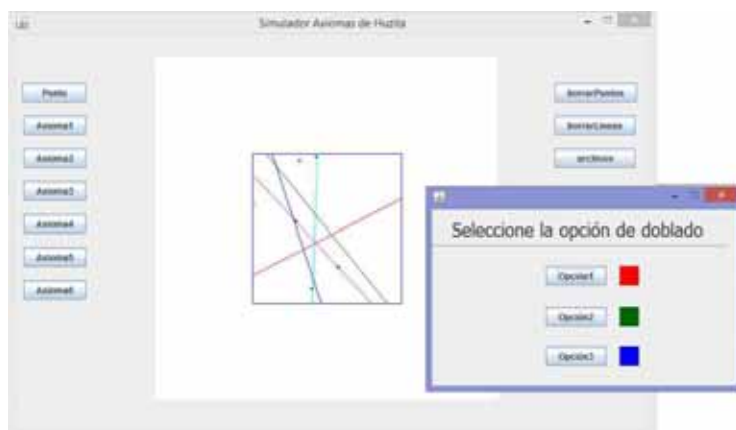 Simulador Axiomas de Huzita
Punto
Axioma1
Axioma2
Axioma3
Axioma4
Axioma5
Axioma6
borrarPuntos
borrarLineas
archivos
Seleccione la opción de doblado
Opción1
Opción2
Opción3